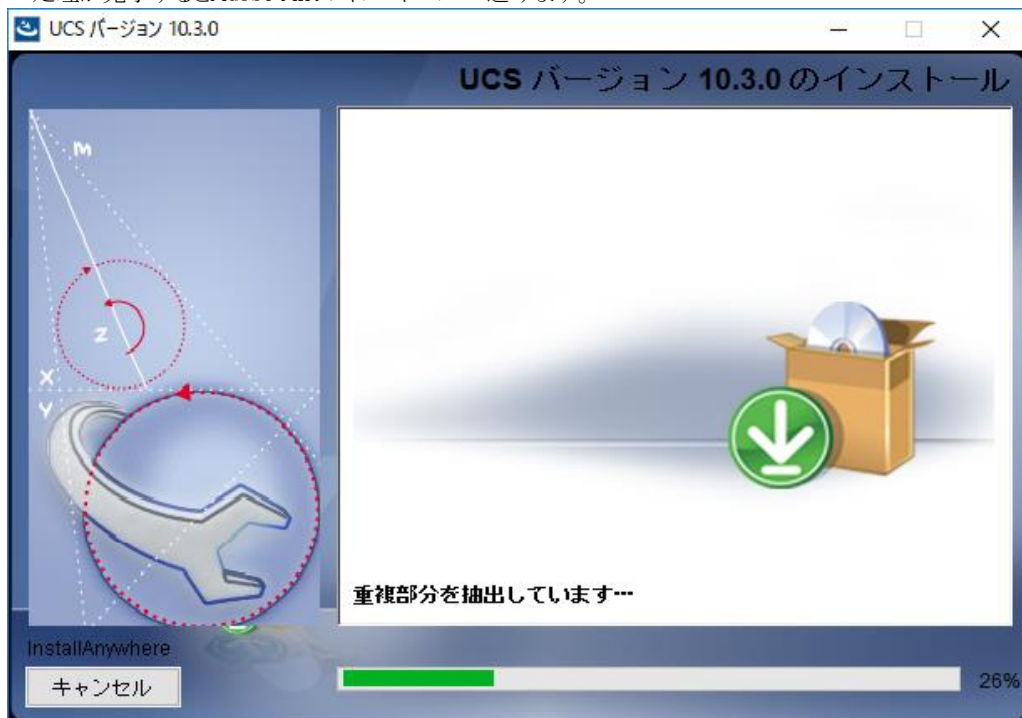 UCS バージョン 10.3.0
UCS バージョン 10.3.0 のインストール
M
Z
X
Y
重複部分を抽出しています…
InstallAnywhere
キャンセル
26%